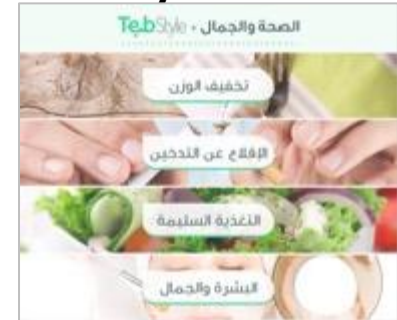 الصحة والجمال - TebStyle
تخفيف الوزن
الإقلاع عن التدخين
التغذية السليمة
البشرة والجمال